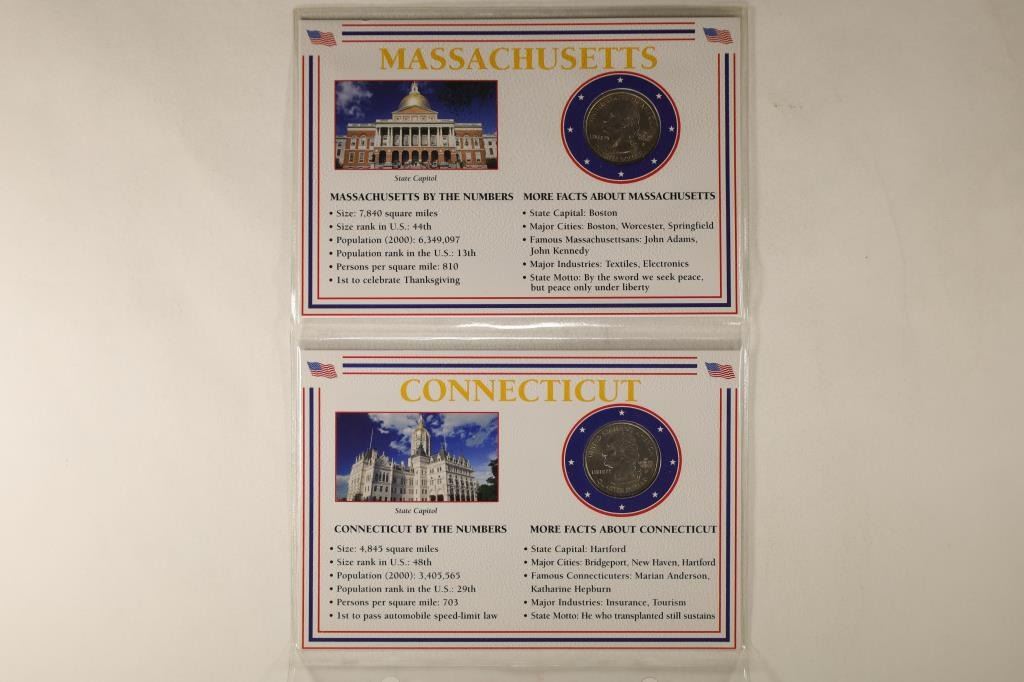 MASSACHUSETTS
LIBERTY
State Capitol
MASSACHUSETTS BY THE NUMBERS
• Size: 7,840 square miles
• Size rank in U.S.: 44th
• Population (2000): 6,349,097
• Population rank in the U.S.: 13th
• Persons per square mile: 810
• 1st to celebrate Thanksgiving
MORE FACTS ABOUT MASSACHUSETTS
• State Capital: Boston
• Major Cities: Boston, Worcester, Springfield
• Famous Massachusettsans: John Adams,
John Kennedy
• Major Industries: Textiles, Electronics
• State Motto: By the sword we seek peace,
but peace only under liberty
CONNECTICUT
LIBERTY
State Capitol
CONNECTICUT BY THE NUMBERS
• Size: 4,845 square miles
• Size rank in U.S.: 48th
• Population (2000): 3,405,565
• Population rank in the U.S.: 29th
• Persons per square mile: 703
• 1st to pass automobile speed-limit law
MORE FACTS ABOUT CONNECTICUT
• State Capital: Hartford
• Major Cities: Bridgeport, New Haven, Hartford
• Famous Connecticuters: Marian Anderson,
Katharine Hepburn
• Major Industries: Insurance, Tourism
• State Motto: He who transplanted still sustains